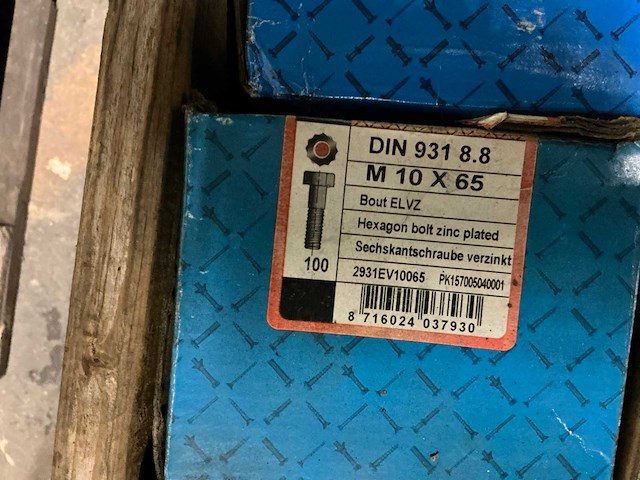 DIN 931 8.8
M 10 X 65
Bout ELVZ
Hexagon bolt zinc plated
Sechskantschraube verzinkt
100
2931EV10065 PK157005040001
8 716024 037930